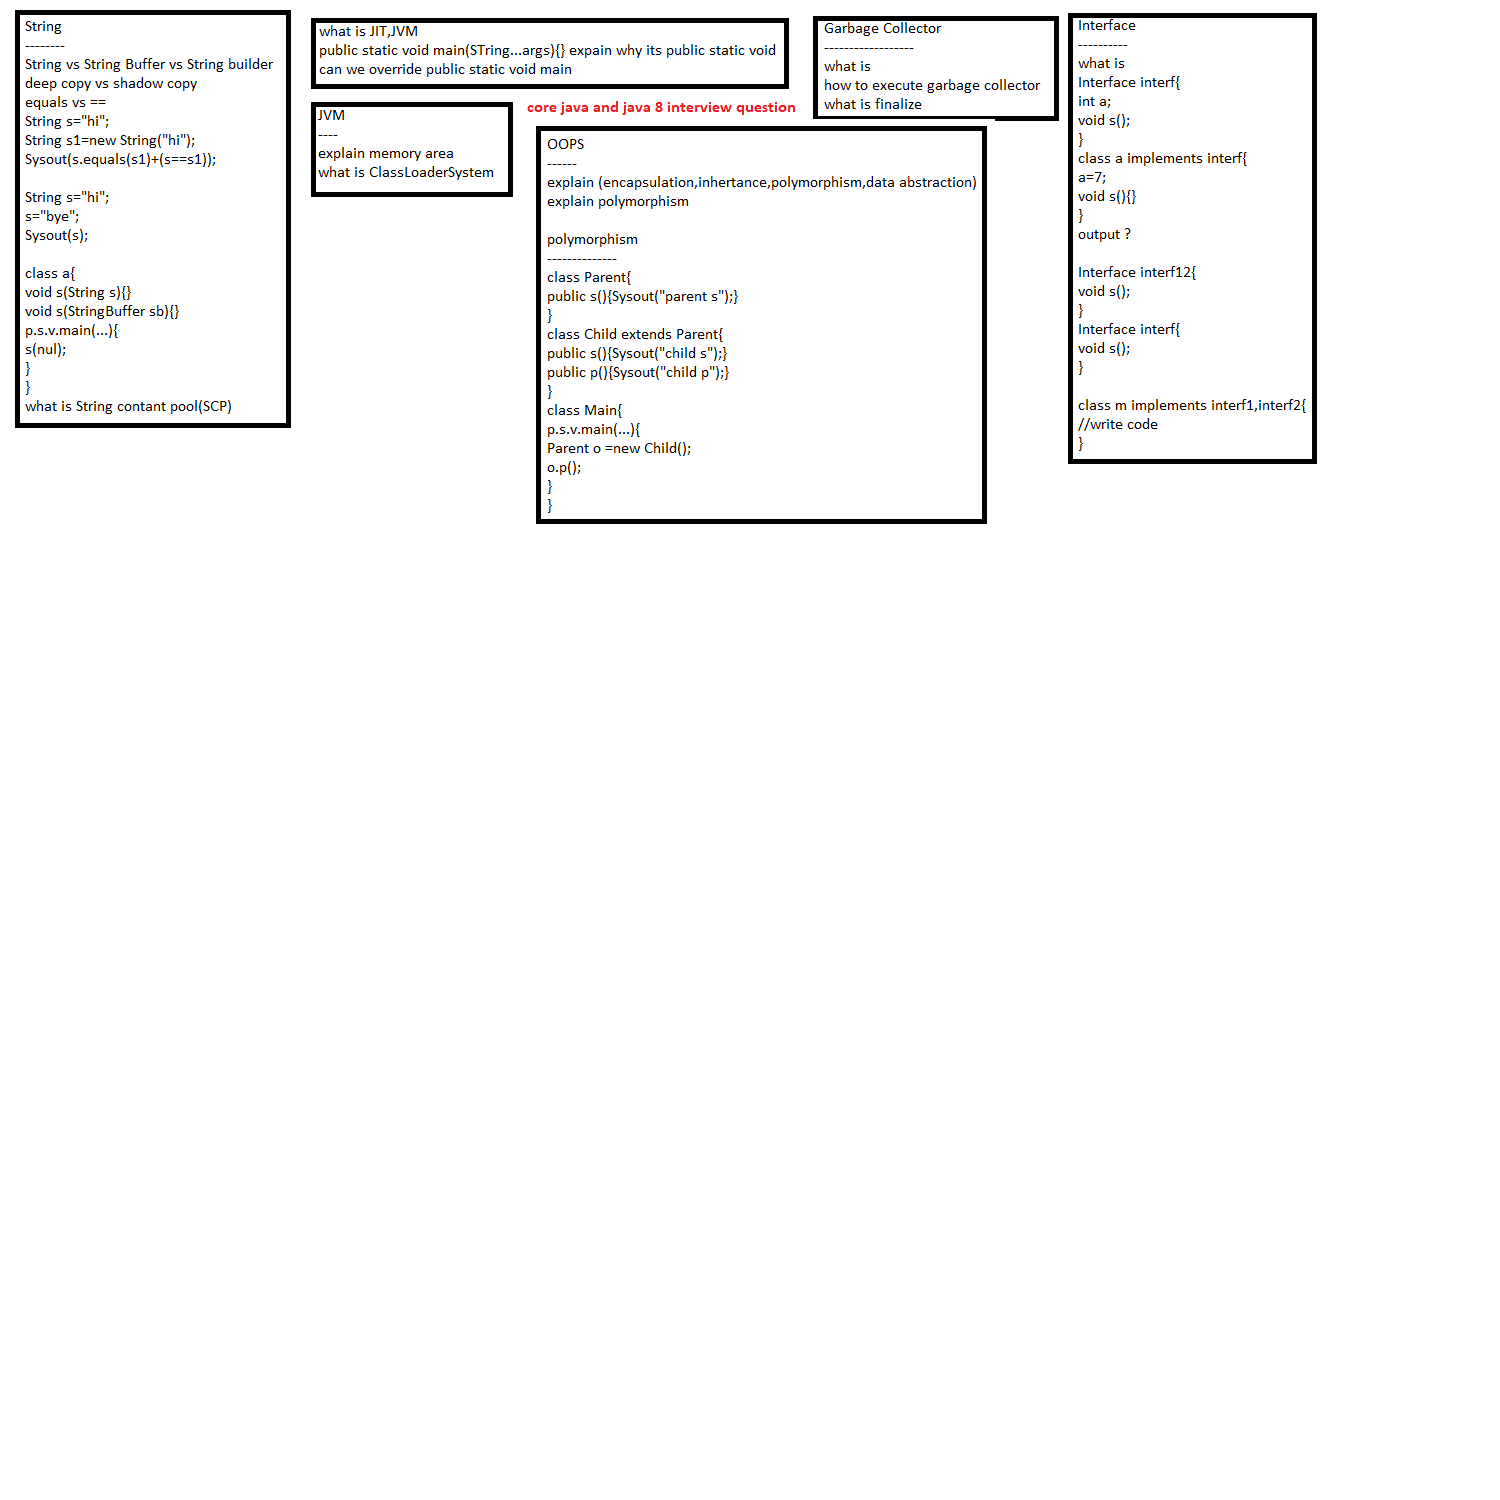 String
--------
String vs String Buffer vs String builder
deep copy vs shadow copy
equals vs ==
String s="hi";
String s1=new String("hi");
Sysout(s.equals(s1)+(s==s1));
String s="hi";
s="bye";
Sysout(s);
class a{
void s(String s){}
void s(StringBuffer sb){}
p.s.v.main(...){
s(nul);
}
}
what is String contant pool(SCP)
what is JIT,JVM
public static void main(STring...args){} expain why its public static void
can we override public static void main
JVM
----
explain memory area
what is ClassLoaderSystem
core java and java 8 interview question
OOPS
------
explain (encapsulation,inhertance,polymorphism,data abstraction)
explain polymorphism
polymorphism
--------------
class Parent{
public s(){Sysout("parent s");}
}
class Child extends Parent{
public s(){Sysout("child s");}
public p(){Sysout("child p");}
}
class Main{
p.s.v.main(...){
Parent o =new Child();
o.p();
}
}
Garbage Collector
------------------
what is
how to execute garbage collector
what is finalize
Interface
----------
what is
Interface interf{
int a;
void s();
}
class a implements interf{
a=7;
void s(){}
}
output ?
Interface interf12{
void s();
}
Interface interf{
void s();
}
class m implements interf1,interf2{
//write code
}